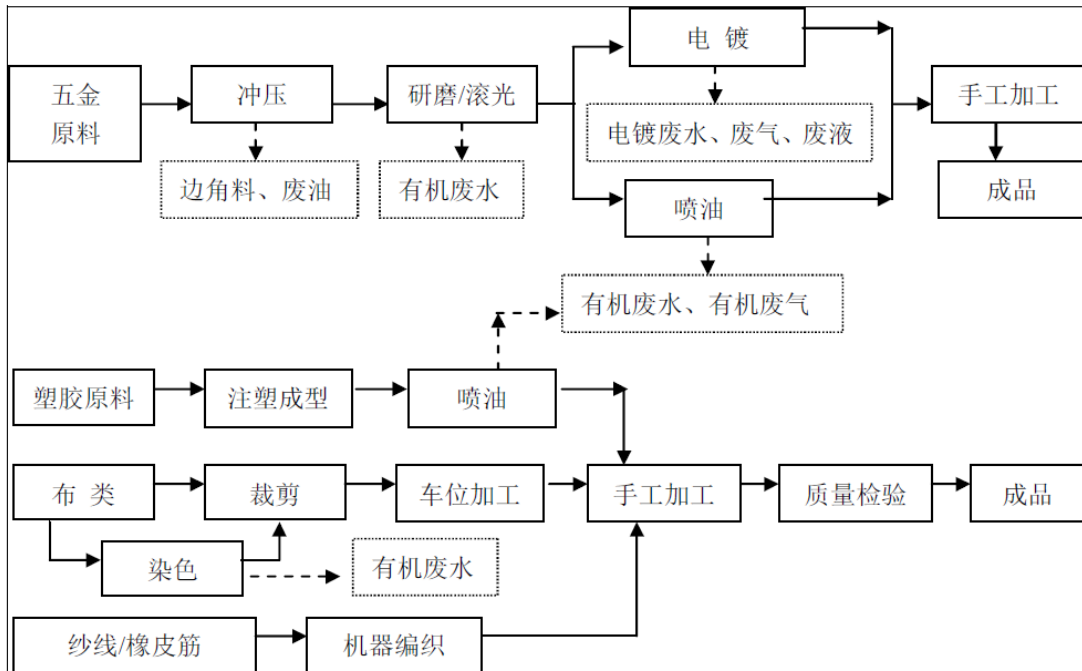 电 镀
五金
原料
冲压
研磨/滚光
手工加工
电镀废水、废气、废液
边角料、废油
有机废水
喷油
成品
有机废水、有机废气
塑胶原料
注塑成型
喷油
布 类
裁剪
车位加工
手工加工
质量检验
成品
染色
有机废水
纱线/橡皮筋
机器编织